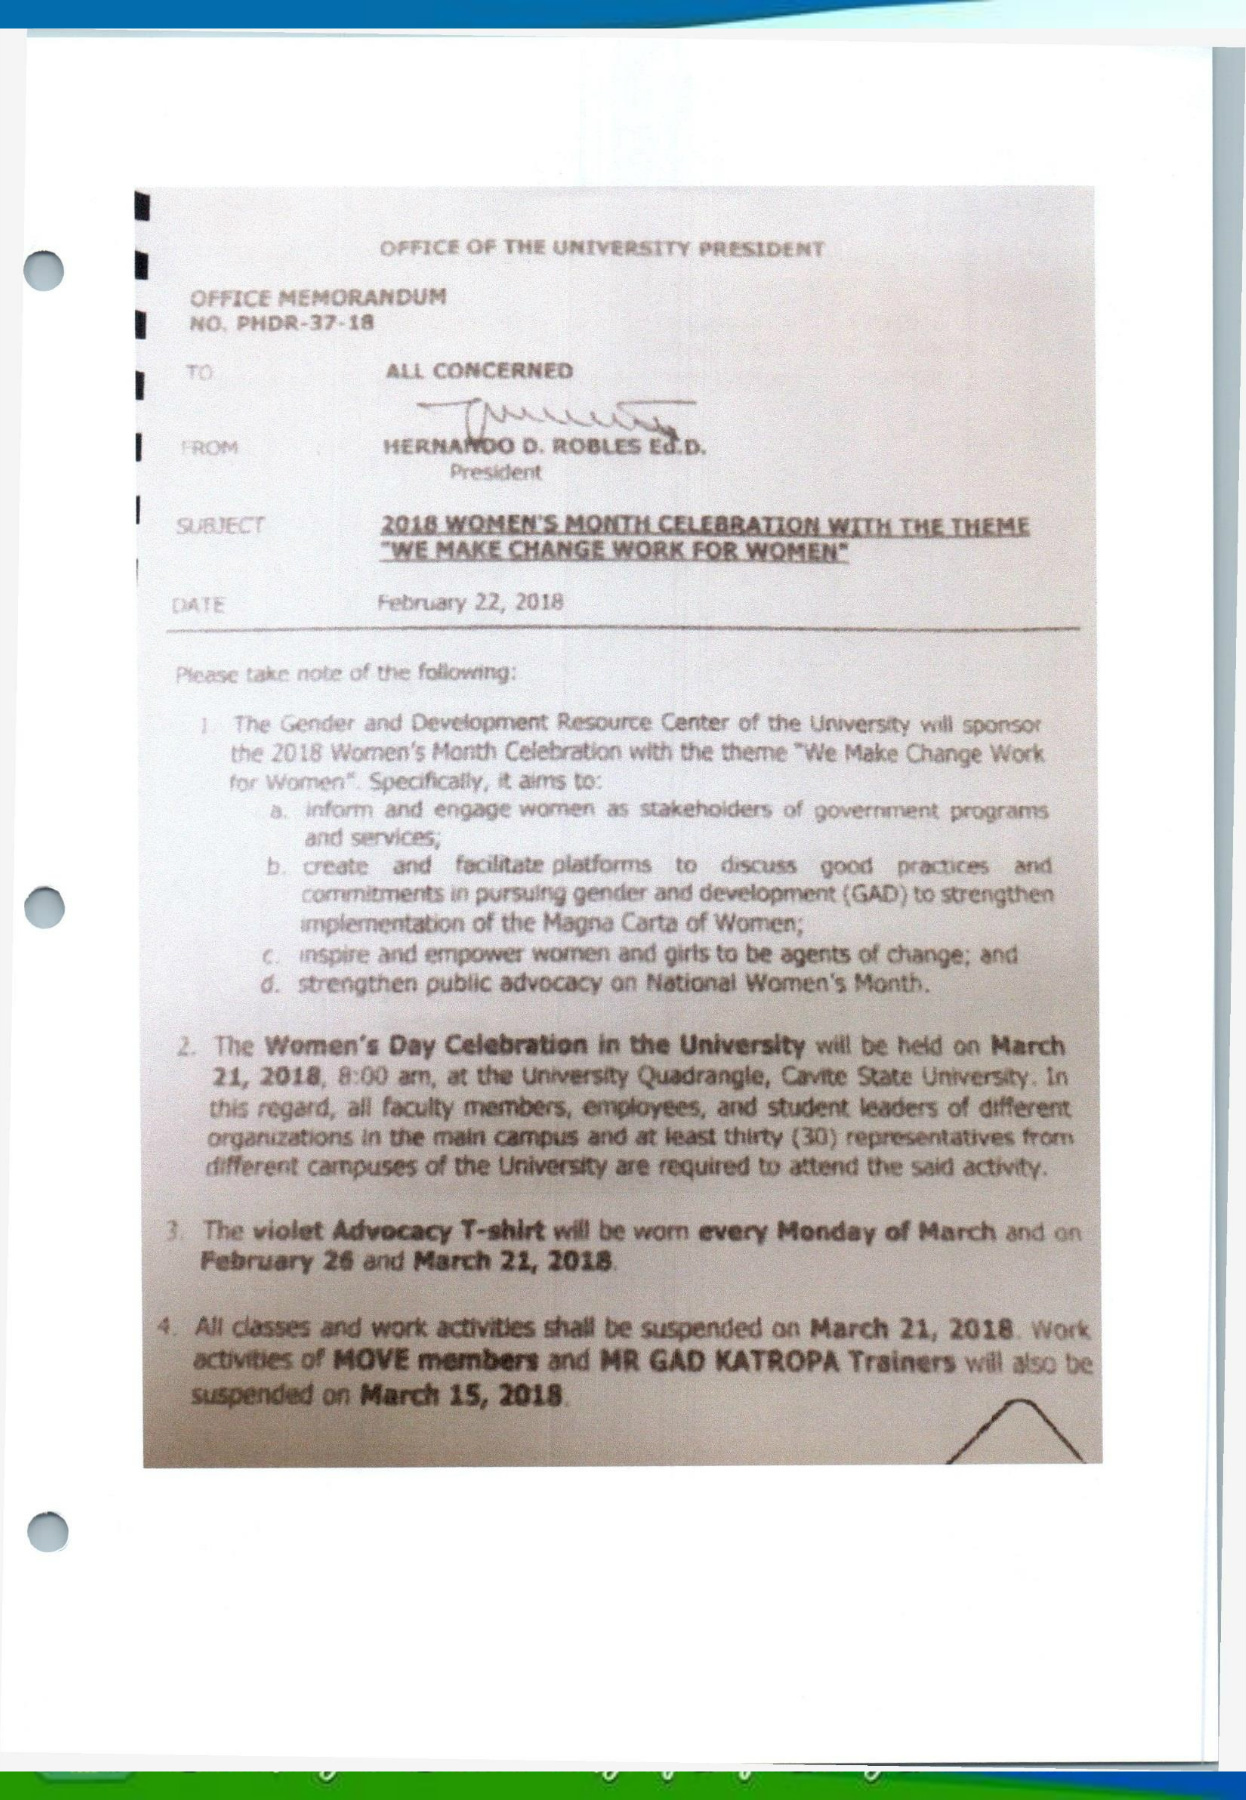 OFFICE OF THE UNIVERSITY PRESIDENT
OFFICE MEMORANDUM
NO. PHDR-37-18
TO ALL CONCERNED
FROM HERNANDO D. ROBLES Ed.D.
President
SUBJECT 2018 WOMEN'S MONTH CELEBRATION WITH THE THEME
"WE MAKE CHANGE WORK FOR WOMEN"
DATE February 22, 2018
Please take note of the following:
1. The Gender and Development Resource Center of the University will sponsor
the 2018 Women's Month Celebration with the theme "We Make Change Work
for Women". Specifically, it aims to:
a. inform and engage women as stakeholders of government programs
and services;
b. create and facilitate platforms to discuss good practices and
commitments in pursuing gender and development (GAD) to strengthen
implementation of the Magna Carta of Women;
c. inspire and empower women and girls to be agents of change; and
d. strengthen public advocacy on National Women's Month.
2. The Women's Day Celebration in the University will be held on March
21, 2018, 8:00 am, at the University Quadrangle, Cavite State University. In
this regard, all faculty members, employees, and student leaders of different
organizations in the main campus and at least thirty (30) representatives from
different campuses of the University are required to attend the said activity.
3. The violet Advocacy T-shirt will be worn every Monday of March and on
February 26 and March 21, 2018.
4. All classes and work activities shall be suspended on March 21, 2018. Work
activities of MOVE members and MR GAD KATROPA Trainers will also be
suspended on March 15, 2018.